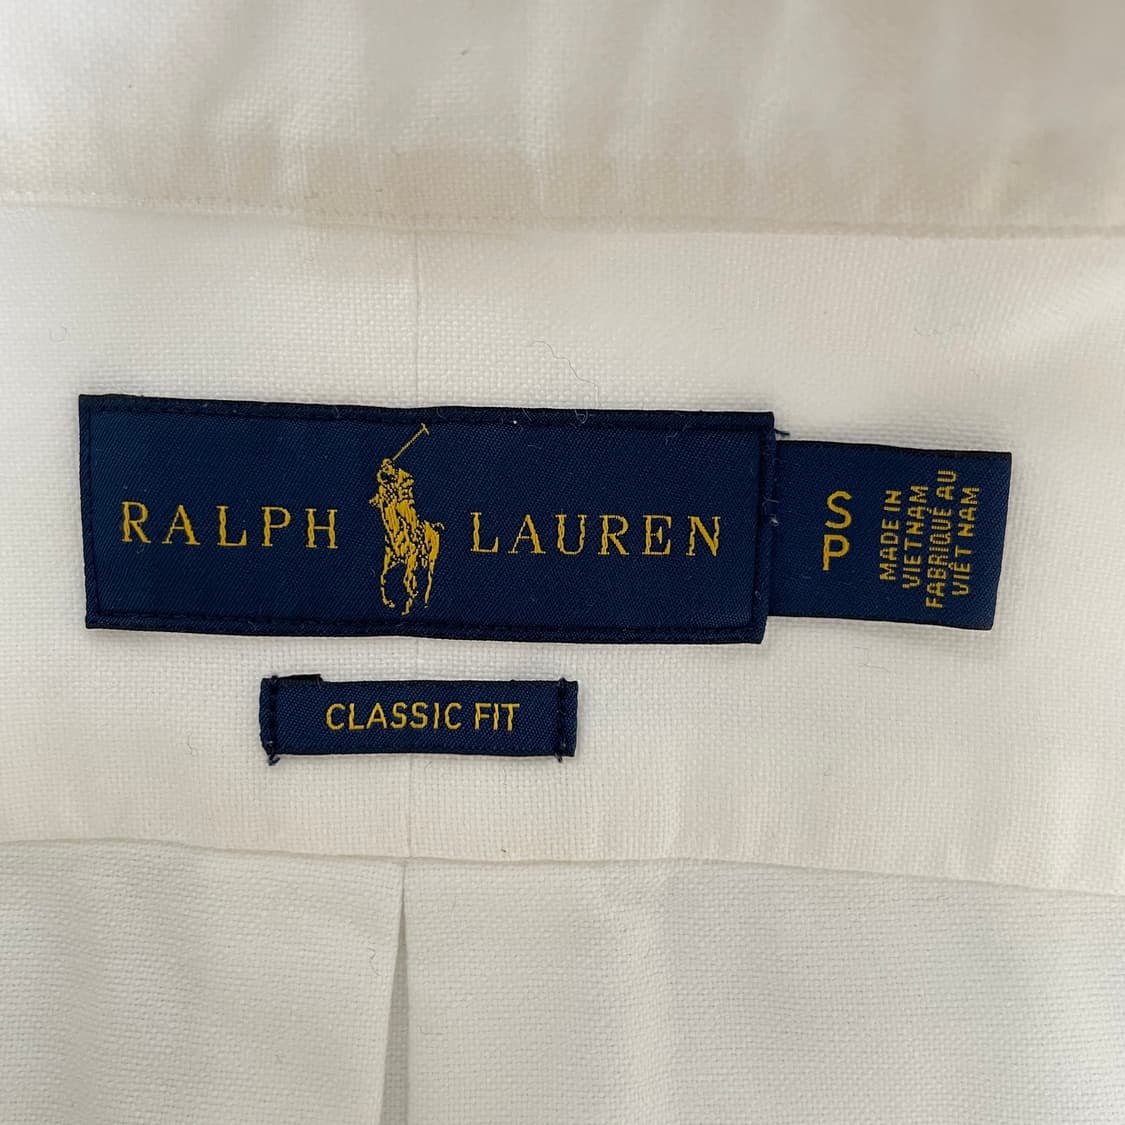 RALPH LAUREN
S
P
MADE IN
VIETNAM
FABRIQUÉ AU
VIÊT NAM
CLASSIC FIT